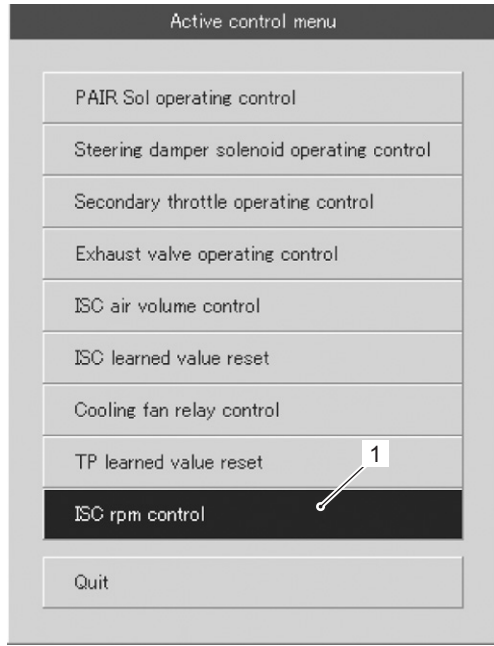 Active control menu
PAIR Sol operating control
Steering damper solenoid operating control
Secondary throttle operating control
Exhaust valve operating control
ISC air volume control
ISC learned value reset
Cooling fan relay control
TP learned value reset
1
ISC rpm control
Quit